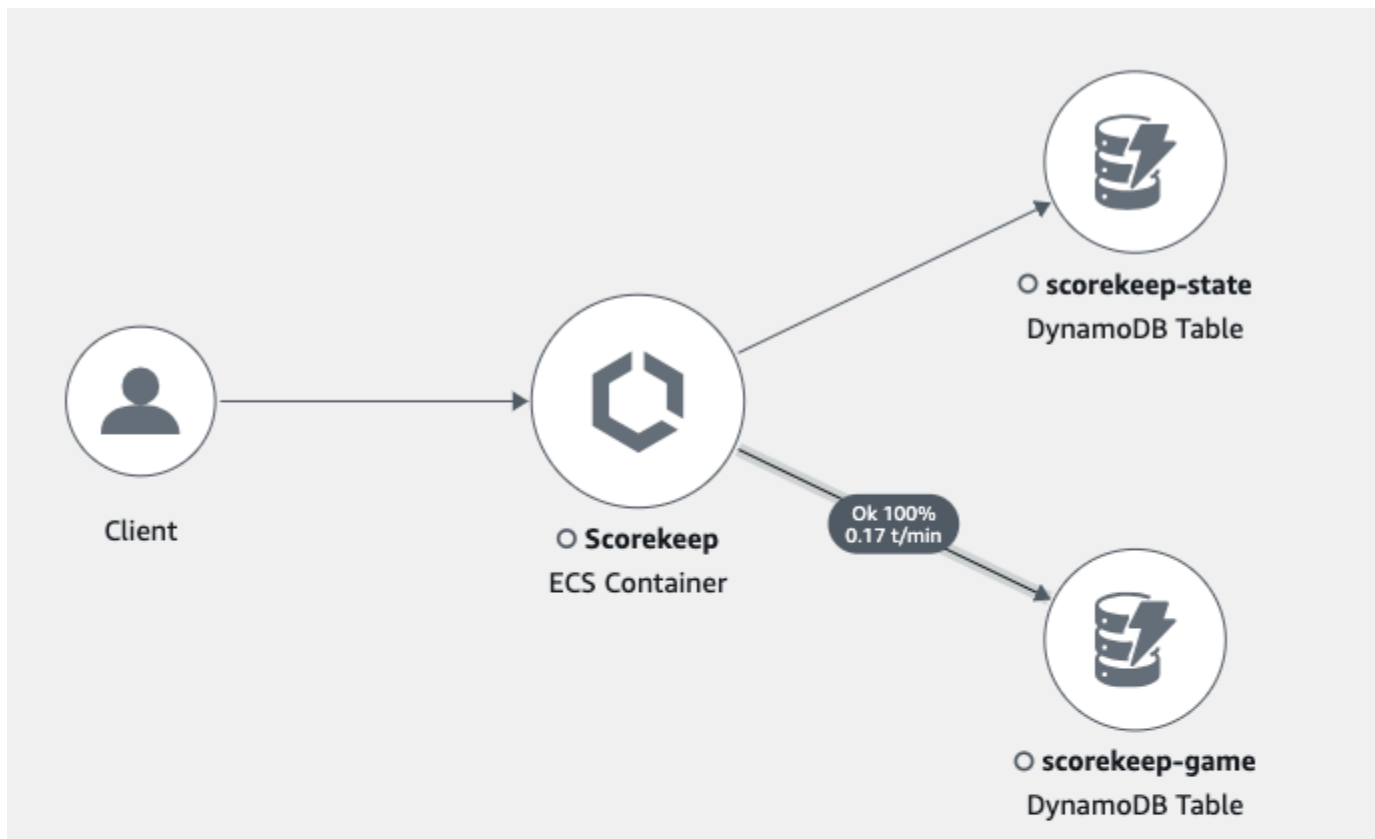 Client
Scorekeep
ECS Container
Ok 100%
0.17 t/min
scorekeep-state
DynamoDB Table
scorekeep-game
DynamoDB Table